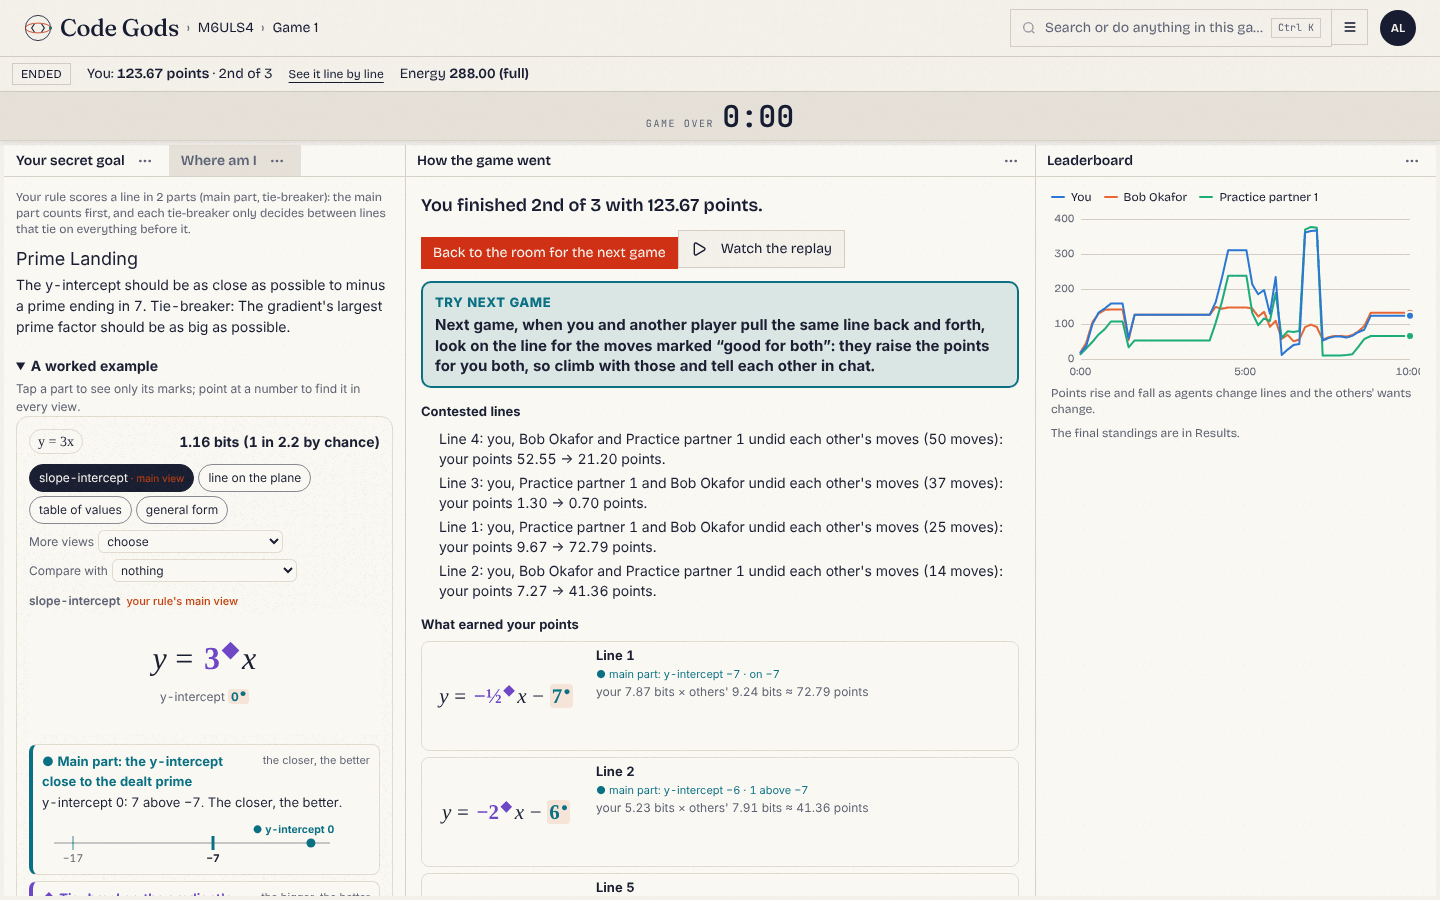 Code Gods › M6ULS4 › Game 1
Search or do anything in this ga... Ctrl K
AL
ENDED You: 123.67 points · 2nd of 3 See it line by line Energy 288.00 (full)
GAME OVER 0:00
Your secret goal ··· Where am I ···
Your rule scores a line in 2 parts (main part, tie-breaker): the main
part counts first, and each tie-breaker only decides between lines
that tie on everything before it.
Prime Landing
The y-intercept should be as close as possible to minus
a prime ending in 7. Tie-breaker: The gradient's largest
prime factor should be as big as possible.
▼ A worked example
Tap a part to see only its marks; point at a number to find it in
every view.
y = 3x 1.16 bits (1 in 2.2 by chance)
slope-intercept · main view line on the plane
table of values general form
More views choose
Compare with nothing
slope-intercept your rule's main view
y = 3◆x
y-intercept 0●
● Main part: the y-intercept the closer, the better
close to the dealt prime
y-intercept 0: 7 above −7. The closer, the better.
● y-intercept 0
−17 −7
How the game went ···
You finished 2nd of 3 with 123.67 points.
Back to the room for the next game Watch the replay
TRY NEXT GAME
Next game, when you and another player pull the same line back and forth,
look on the line for the moves marked “good for both”: they raise the points
for you both, so climb with those and tell each other in chat.
Contested lines
Line 4: you, Bob Okafor and Practice partner 1 undid each other's moves (50 moves):
your points 52.55 → 21.20 points.
Line 3: you, Practice partner 1 and Bob Okafor undid each other's moves (37 moves):
your points 1.30 → 0.70 points.
Line 1: you, Practice partner 1 and Bob Okafor undid each other's moves (25 moves):
your points 9.67 → 72.79 points.
Line 2: you, Bob Okafor and Practice partner 1 undid each other's moves (14 moves):
your points 7.27 → 41.36 points.
What earned your points
Line 1
● main part: y-intercept −7 · on −7
y = −½◆x − 7●
your 7.87 bits × others' 9.24 bits ≈ 72.79 points
Line 2
● main part: y-intercept −6 · 1 above −7
y = −2◆x − 6●
your 5.23 bits × others' 7.91 bits ≈ 41.36 points
Line 5
Leaderboard ···
You Bob Okafor Practice partner 1
400
300
200
100
0
0:00 5:00 10:0
Points rise and fall as agents change lines and the others' wants
change.
The final standings are in Results.